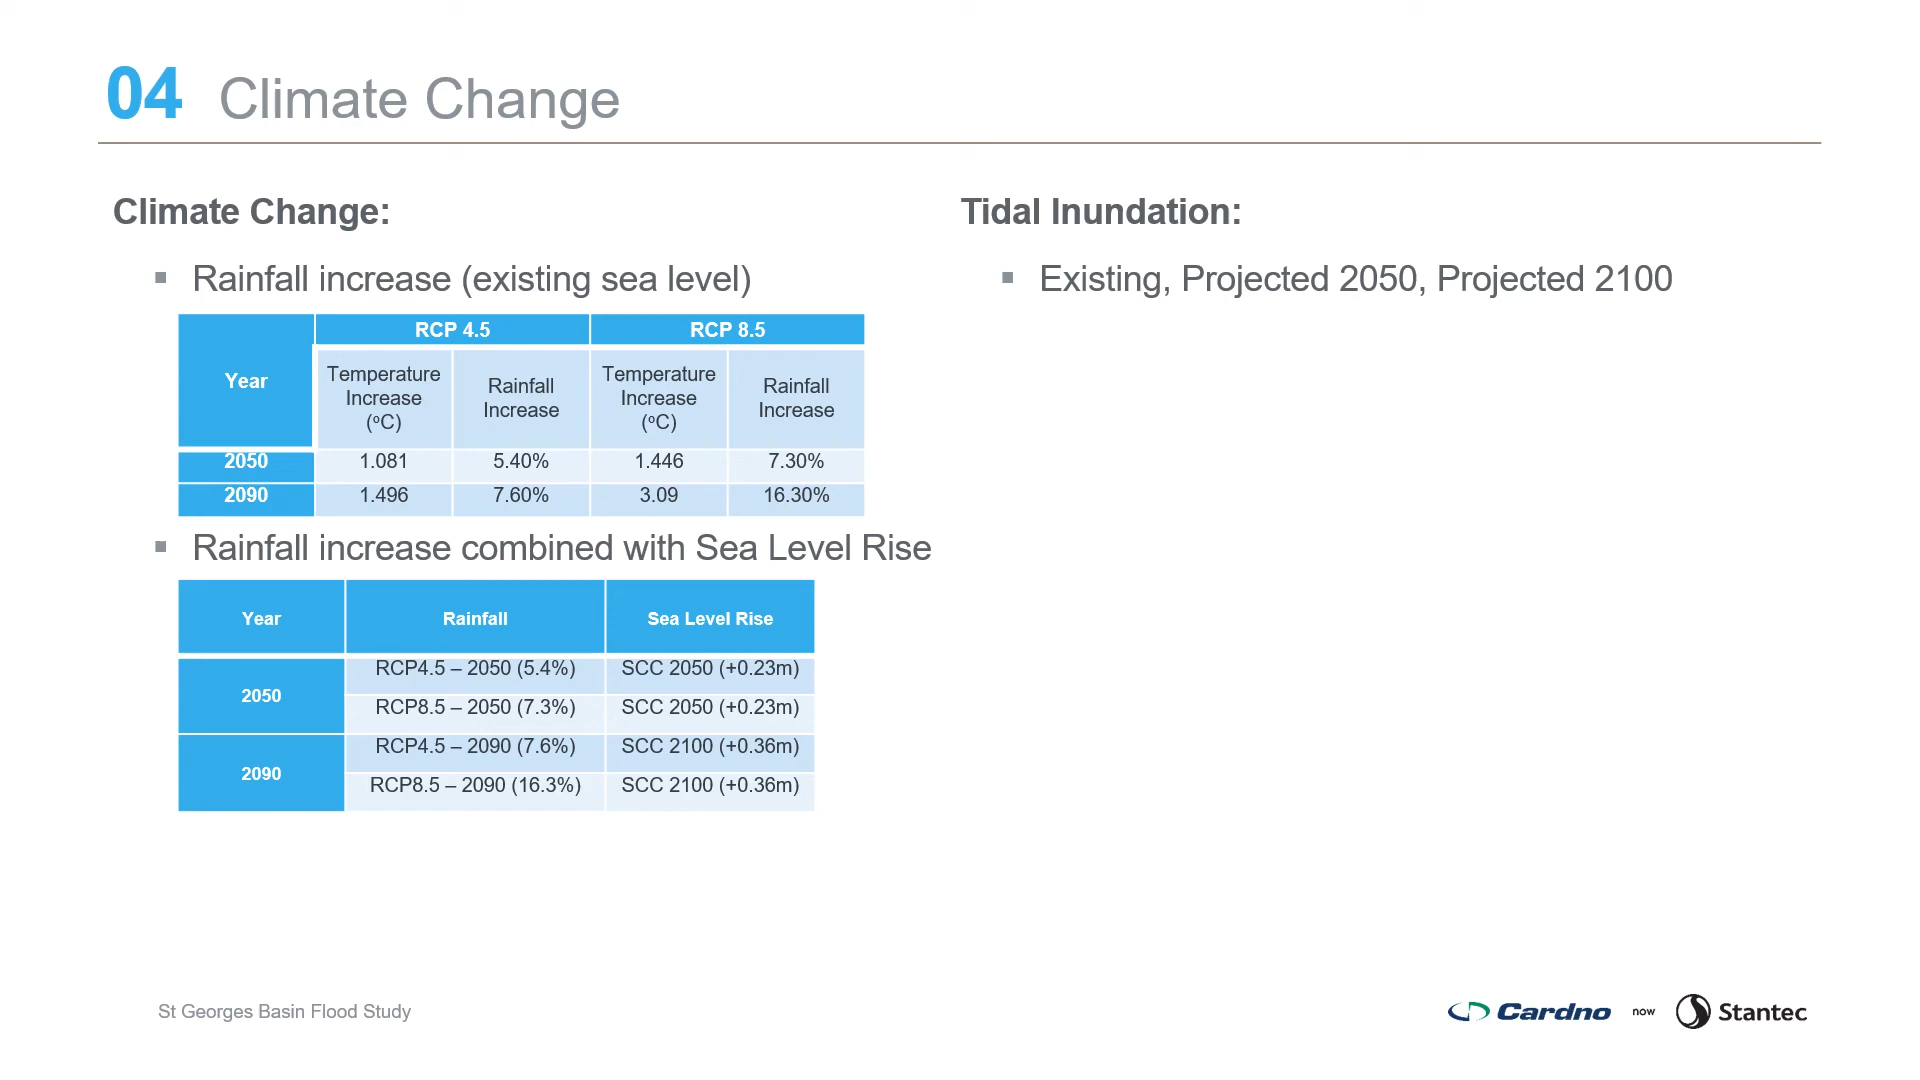 04 Climate Change
Climate Change:
▪ Rainfall increase (existing sea level)
Year
RCP 4.5
RCP 8.5
Temperature
Increase
(ºC)
Rainfall
Increase
Temperature
Increase
(ºC)
Rainfall
Increase
2050 1.081 5.40% 1.446 7.30%
2090 1.496 7.60% 3.09 16.30%
▪ Rainfall increase combined with Sea Level Rise
Year Rainfall Sea Level Rise
2050
RCP4.5 – 2050 (5.4%) SCC 2050 (+0.23m)
RCP8.5 – 2050 (7.3%) SCC 2050 (+0.23m)
2090
RCP4.5 – 2090 (7.6%) SCC 2100 (+0.36m)
RCP8.5 – 2090 (16.3%) SCC 2100 (+0.36m)
Tidal Inundation:
▪ Existing, Projected 2050, Projected 2100
St Georges Basin Flood Study
Cardno now Stantec